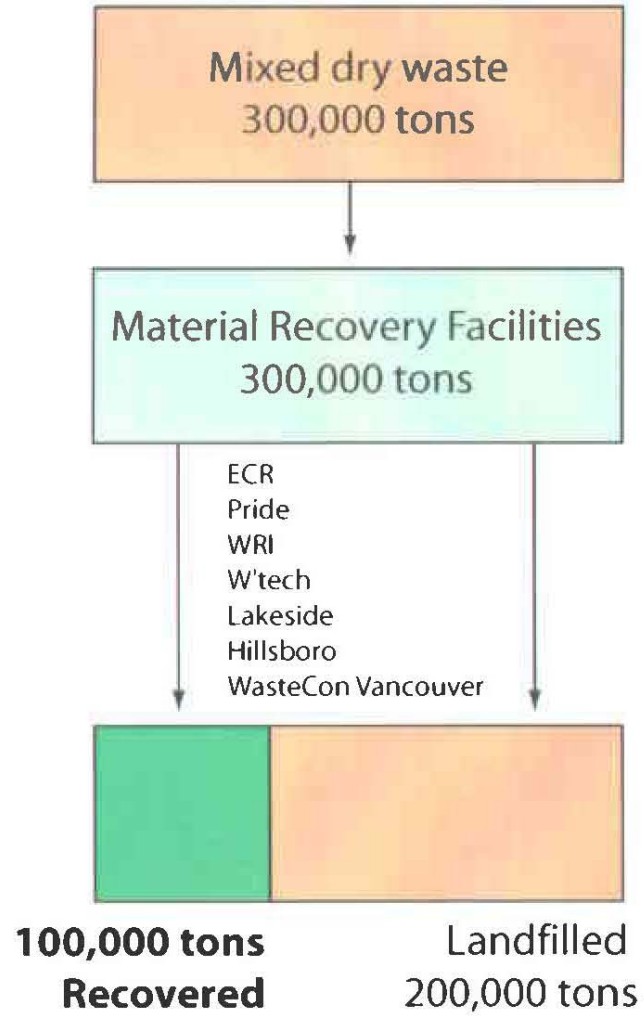 Mixed dry waste
300,000 tons
Material Recovery Facilities
300,000 tons
ECR
Pride
WRI
W'tech
Lakeside
Hillsboro
WasteCon Vancouver
100,000 tons
Recovered
Landfilled
200,000 tons